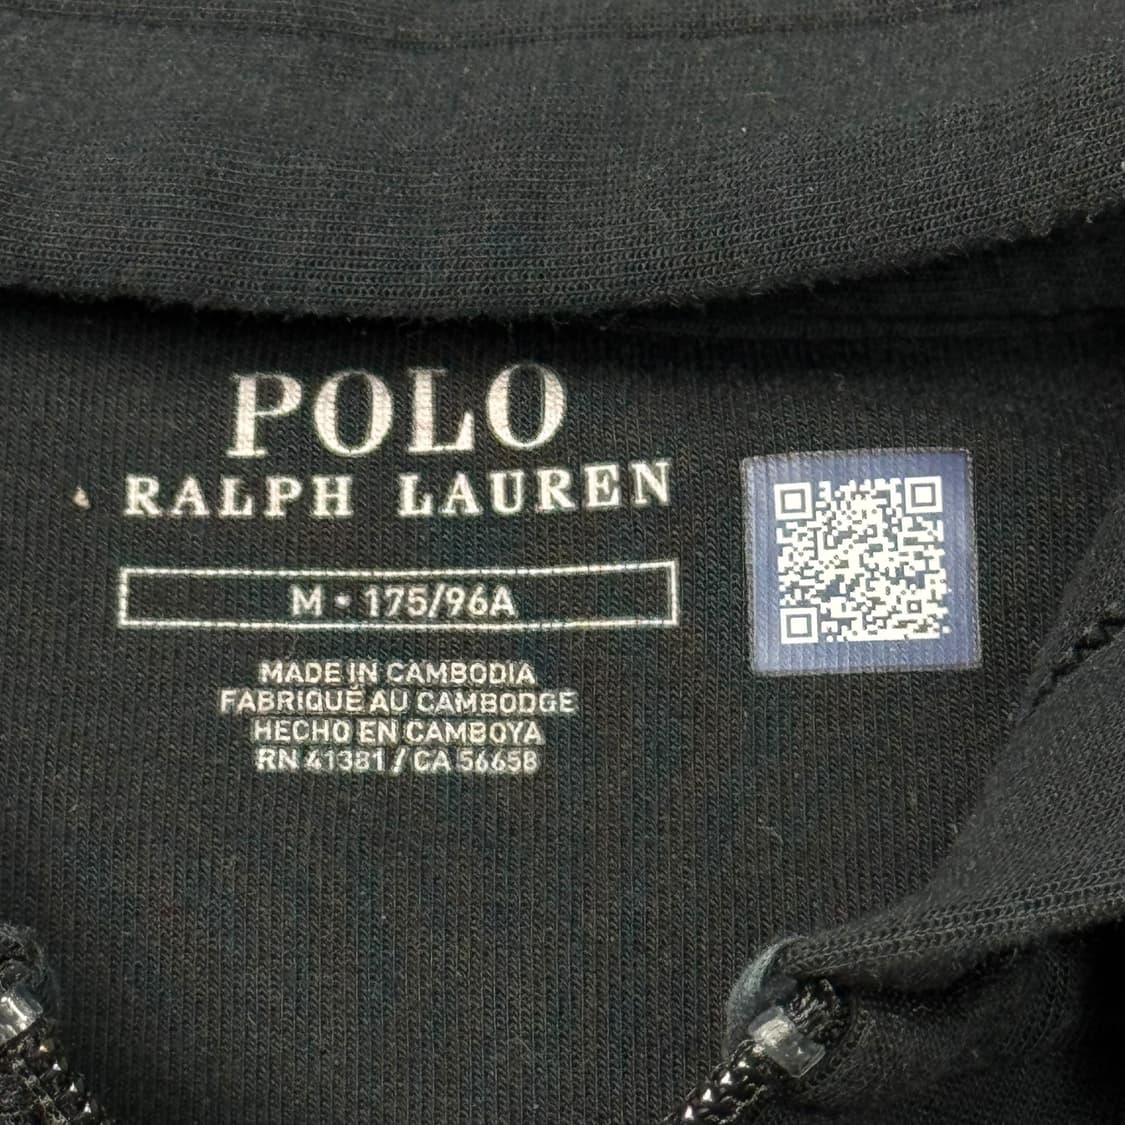 POLO
RALPH LAUREN
M • 175/96A
MADE IN CAMBODIA
FABRIQUÉ AU CAMBODGE
HECHO EN CAMBOYA
RN 41381 / CA 56658